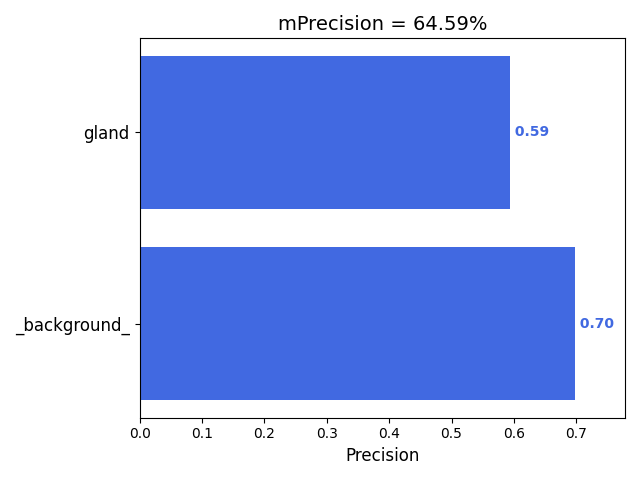 mPrecision = 64.59%
gland
0.59
_background_
0.70
0.0 0.1 0.2 0.3 0.4 0.5 0.6 0.7
Precision